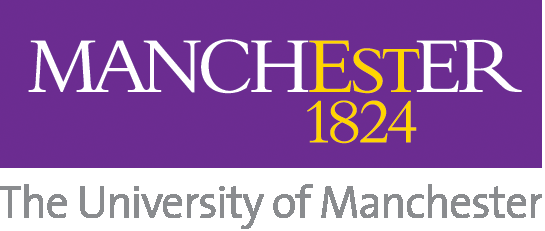 MANCHESTER
1824
The University of Manchester